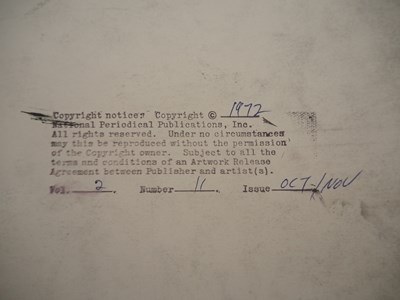 Copyright notice: Copyright © 1972
National Periodical Publications, Inc.
All rights reserved. Under no circumstances
may this be reproduced without the permission
of the Copyright owner. Subject to all the
terms and conditions of an Artwork Release
Agreement between Publisher and artist(s).
Vol. 2. Number 11 Issue OCT-/NOV